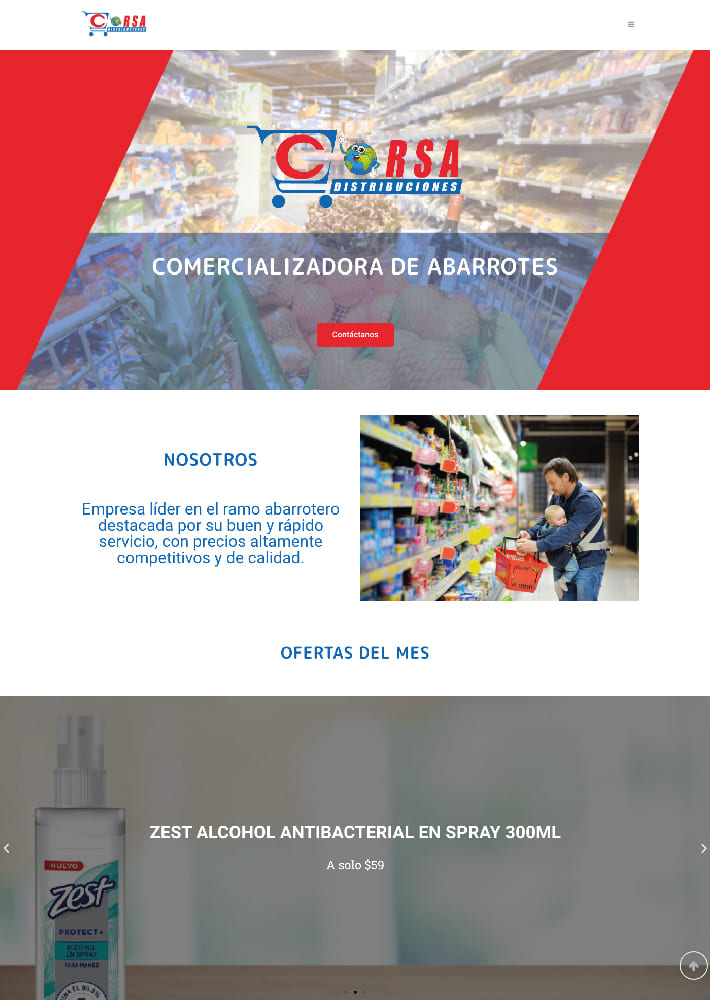 CORSA
DISTRIBUCIONES
CORSA
DISTRIBUCIONES
COMERCIALIZADORA DE ABARROTES
Contáctanos
NOSOTROS
Empresa líder en el ramo abarrotero
destacada por su buen y rápido
servicio, con precios altamente
competitivos y de calidad.
OFERTAS DEL MES
ZEST ALCOHOL ANTIBACTERIAL EN SPRAY 300ML
A solo $59
NUEVO
Zest
PROTECT+
ALCOHOL
EN SPRAY
PARA MANOS